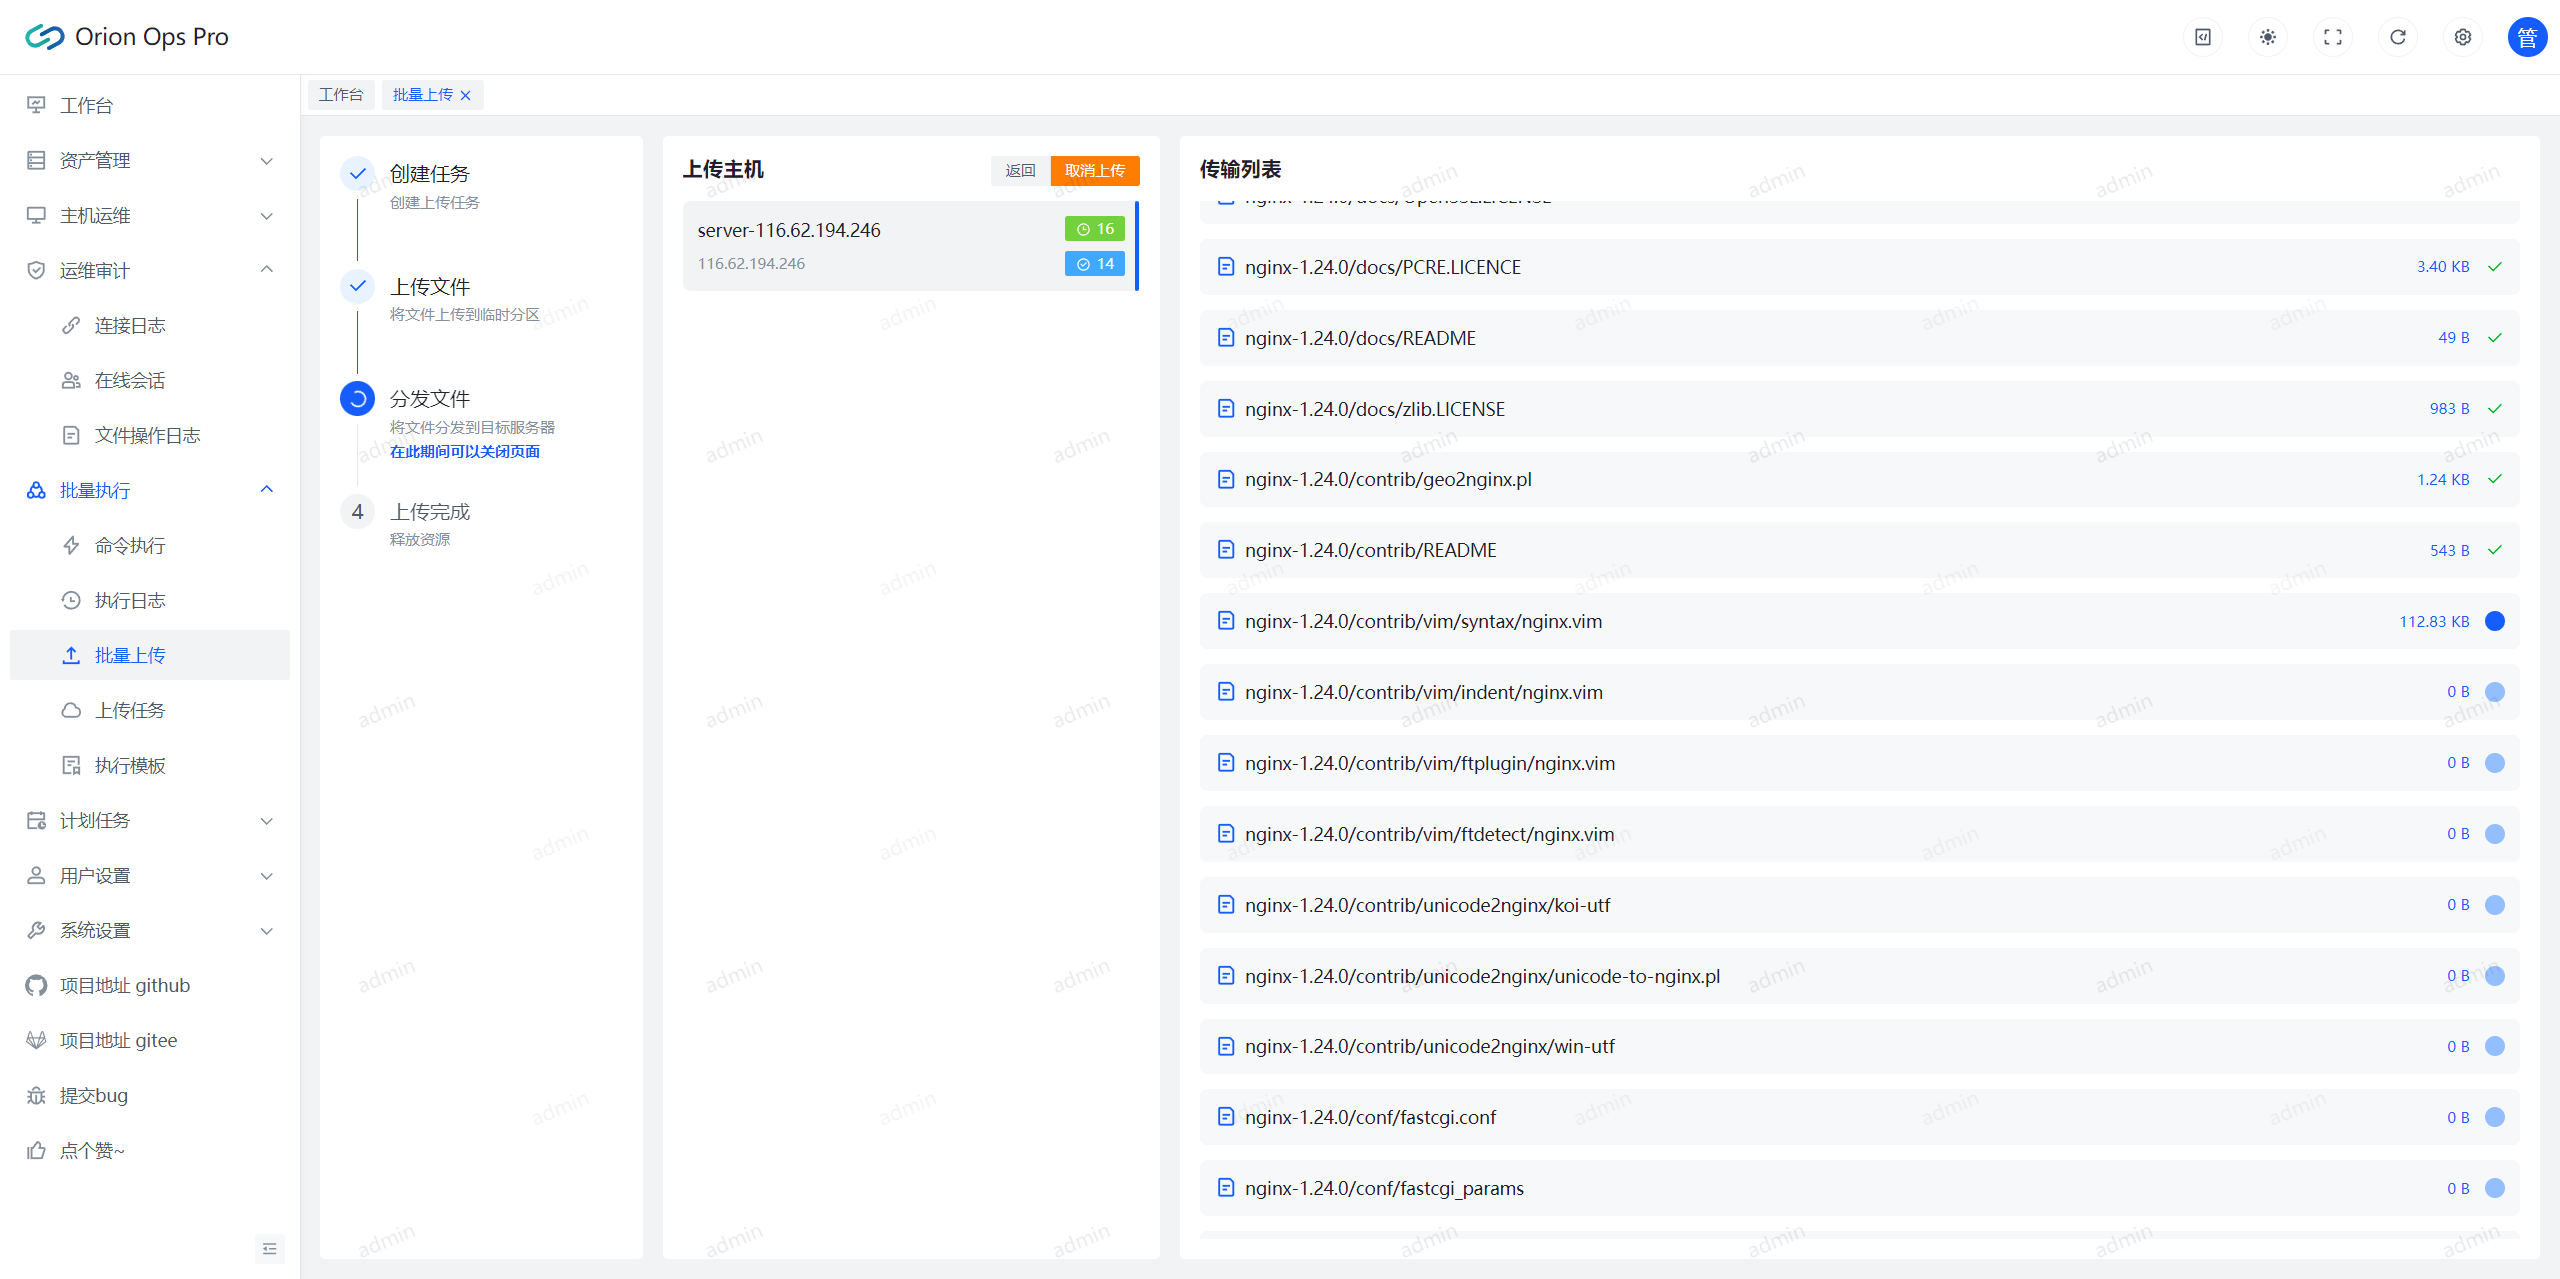 Orion Ops Pro
管
工作台
资产管理
主机运维
运维审计
连接日志
在线会话
文件操作日志
批量执行
命令执行
执行日志
批量上传
上传任务
执行模板
计划任务
用户设置
系统设置
项目地址 github
项目地址 gitee
提交bug
点个赞~
工作台
批量上传
创建任务
创建上传任务
上传文件
将文件上传到临时分区
分发文件
将文件分发到目标服务器
在此期间可以关闭页面
4 上传完成
释放资源
上传主机
返回 取消上传
server-116.62.194.246 16
116.62.194.246 14
传输列表
nginx-1.24.0/docs/OpenSSL.LICENSE
nginx-1.24.0/docs/PCRE.LICENCE 3.40 KB
nginx-1.24.0/docs/README 49 B
nginx-1.24.0/docs/zlib.LICENSE 983 B
nginx-1.24.0/contrib/geo2nginx.pl 1.24 KB
nginx-1.24.0/contrib/README 543 B
nginx-1.24.0/contrib/vim/syntax/nginx.vim 112.83 KB
nginx-1.24.0/contrib/vim/indent/nginx.vim 0 B
nginx-1.24.0/contrib/vim/ftplugin/nginx.vim 0 B
nginx-1.24.0/contrib/vim/ftdetect/nginx.vim 0 B
nginx-1.24.0/contrib/unicode2nginx/koi-utf 0 B
nginx-1.24.0/contrib/unicode2nginx/unicode-to-nginx.pl 0 B
nginx-1.24.0/contrib/unicode2nginx/win-utf 0 B
nginx-1.24.0/conf/fastcgi.conf 0 B
nginx-1.24.0/conf/fastcgi_params 0 B
admin